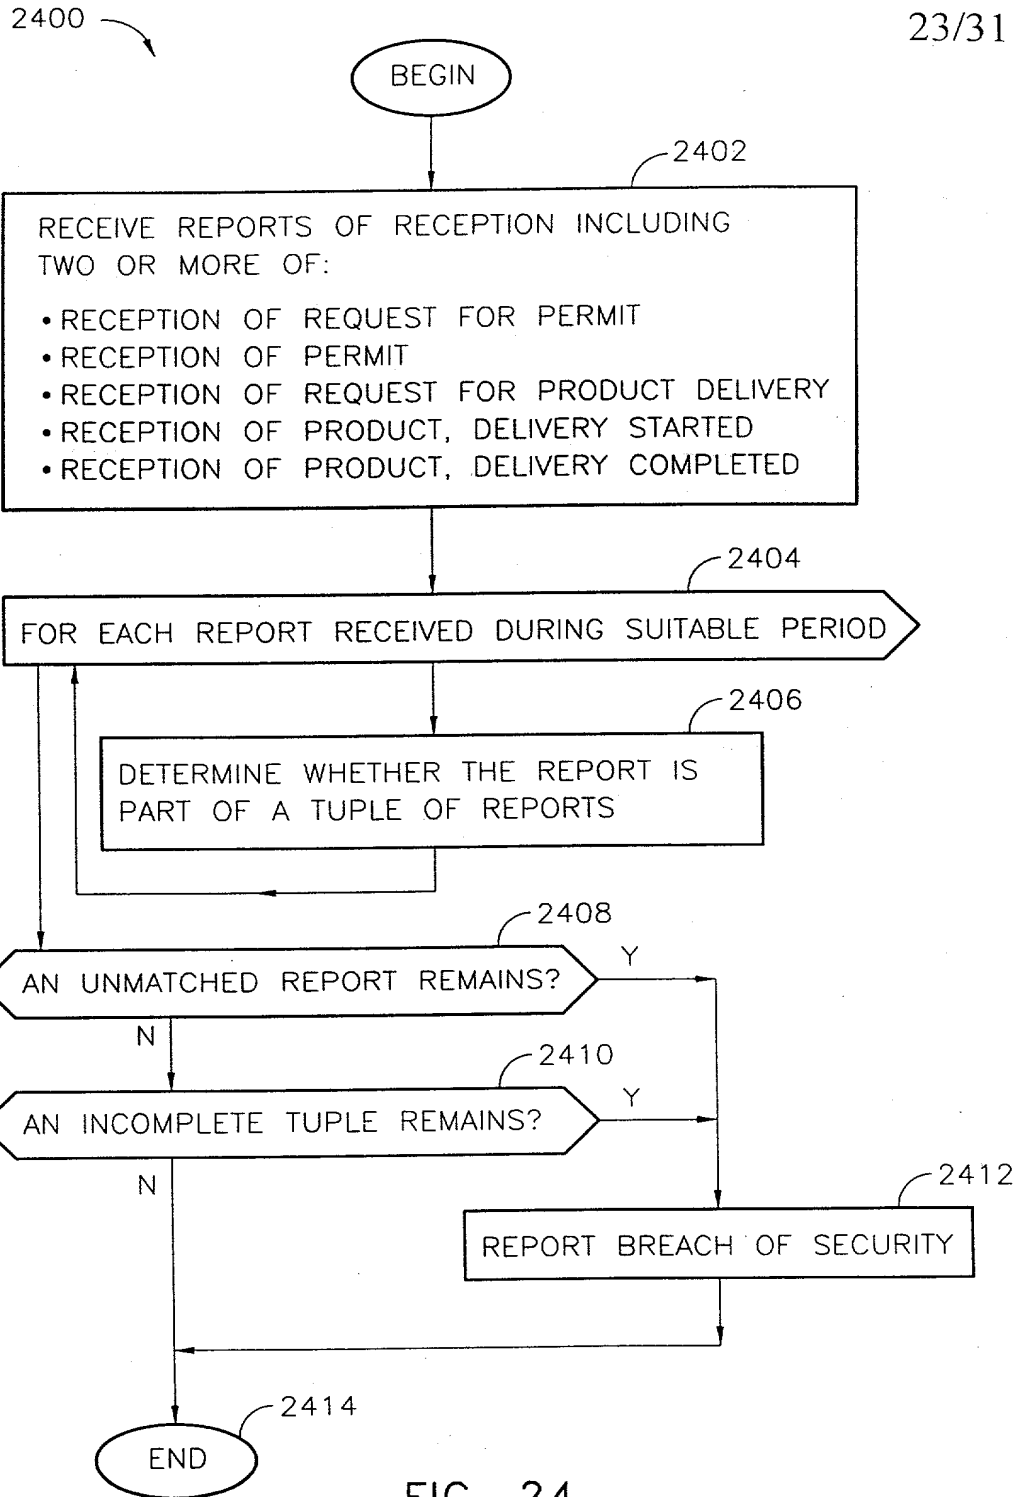 2400
23/31
BEGIN
2402
RECEIVE REPORTS OF RECEPTION INCLUDING
TWO OR MORE OF:
• RECEPTION OF REQUEST FOR PERMIT
• RECEPTION OF PERMIT
• RECEPTION OF REQUEST FOR PRODUCT DELIVERY
• RECEPTION OF PRODUCT, DELIVERY STARTED
• RECEPTION OF PRODUCT, DELIVERY COMPLETED
2404
FOR EACH REPORT RECEIVED DURING SUITABLE PERIOD
2406
DETERMINE WHETHER THE REPORT IS
PART OF A TUPLE OF REPORTS
2408
AN UNMATCHED REPORT REMAINS?
Y
N
2410
AN INCOMPLETE TUPLE REMAINS?
Y
N
2412
REPORT BREACH OF SECURITY
2414
END
FIG. 24